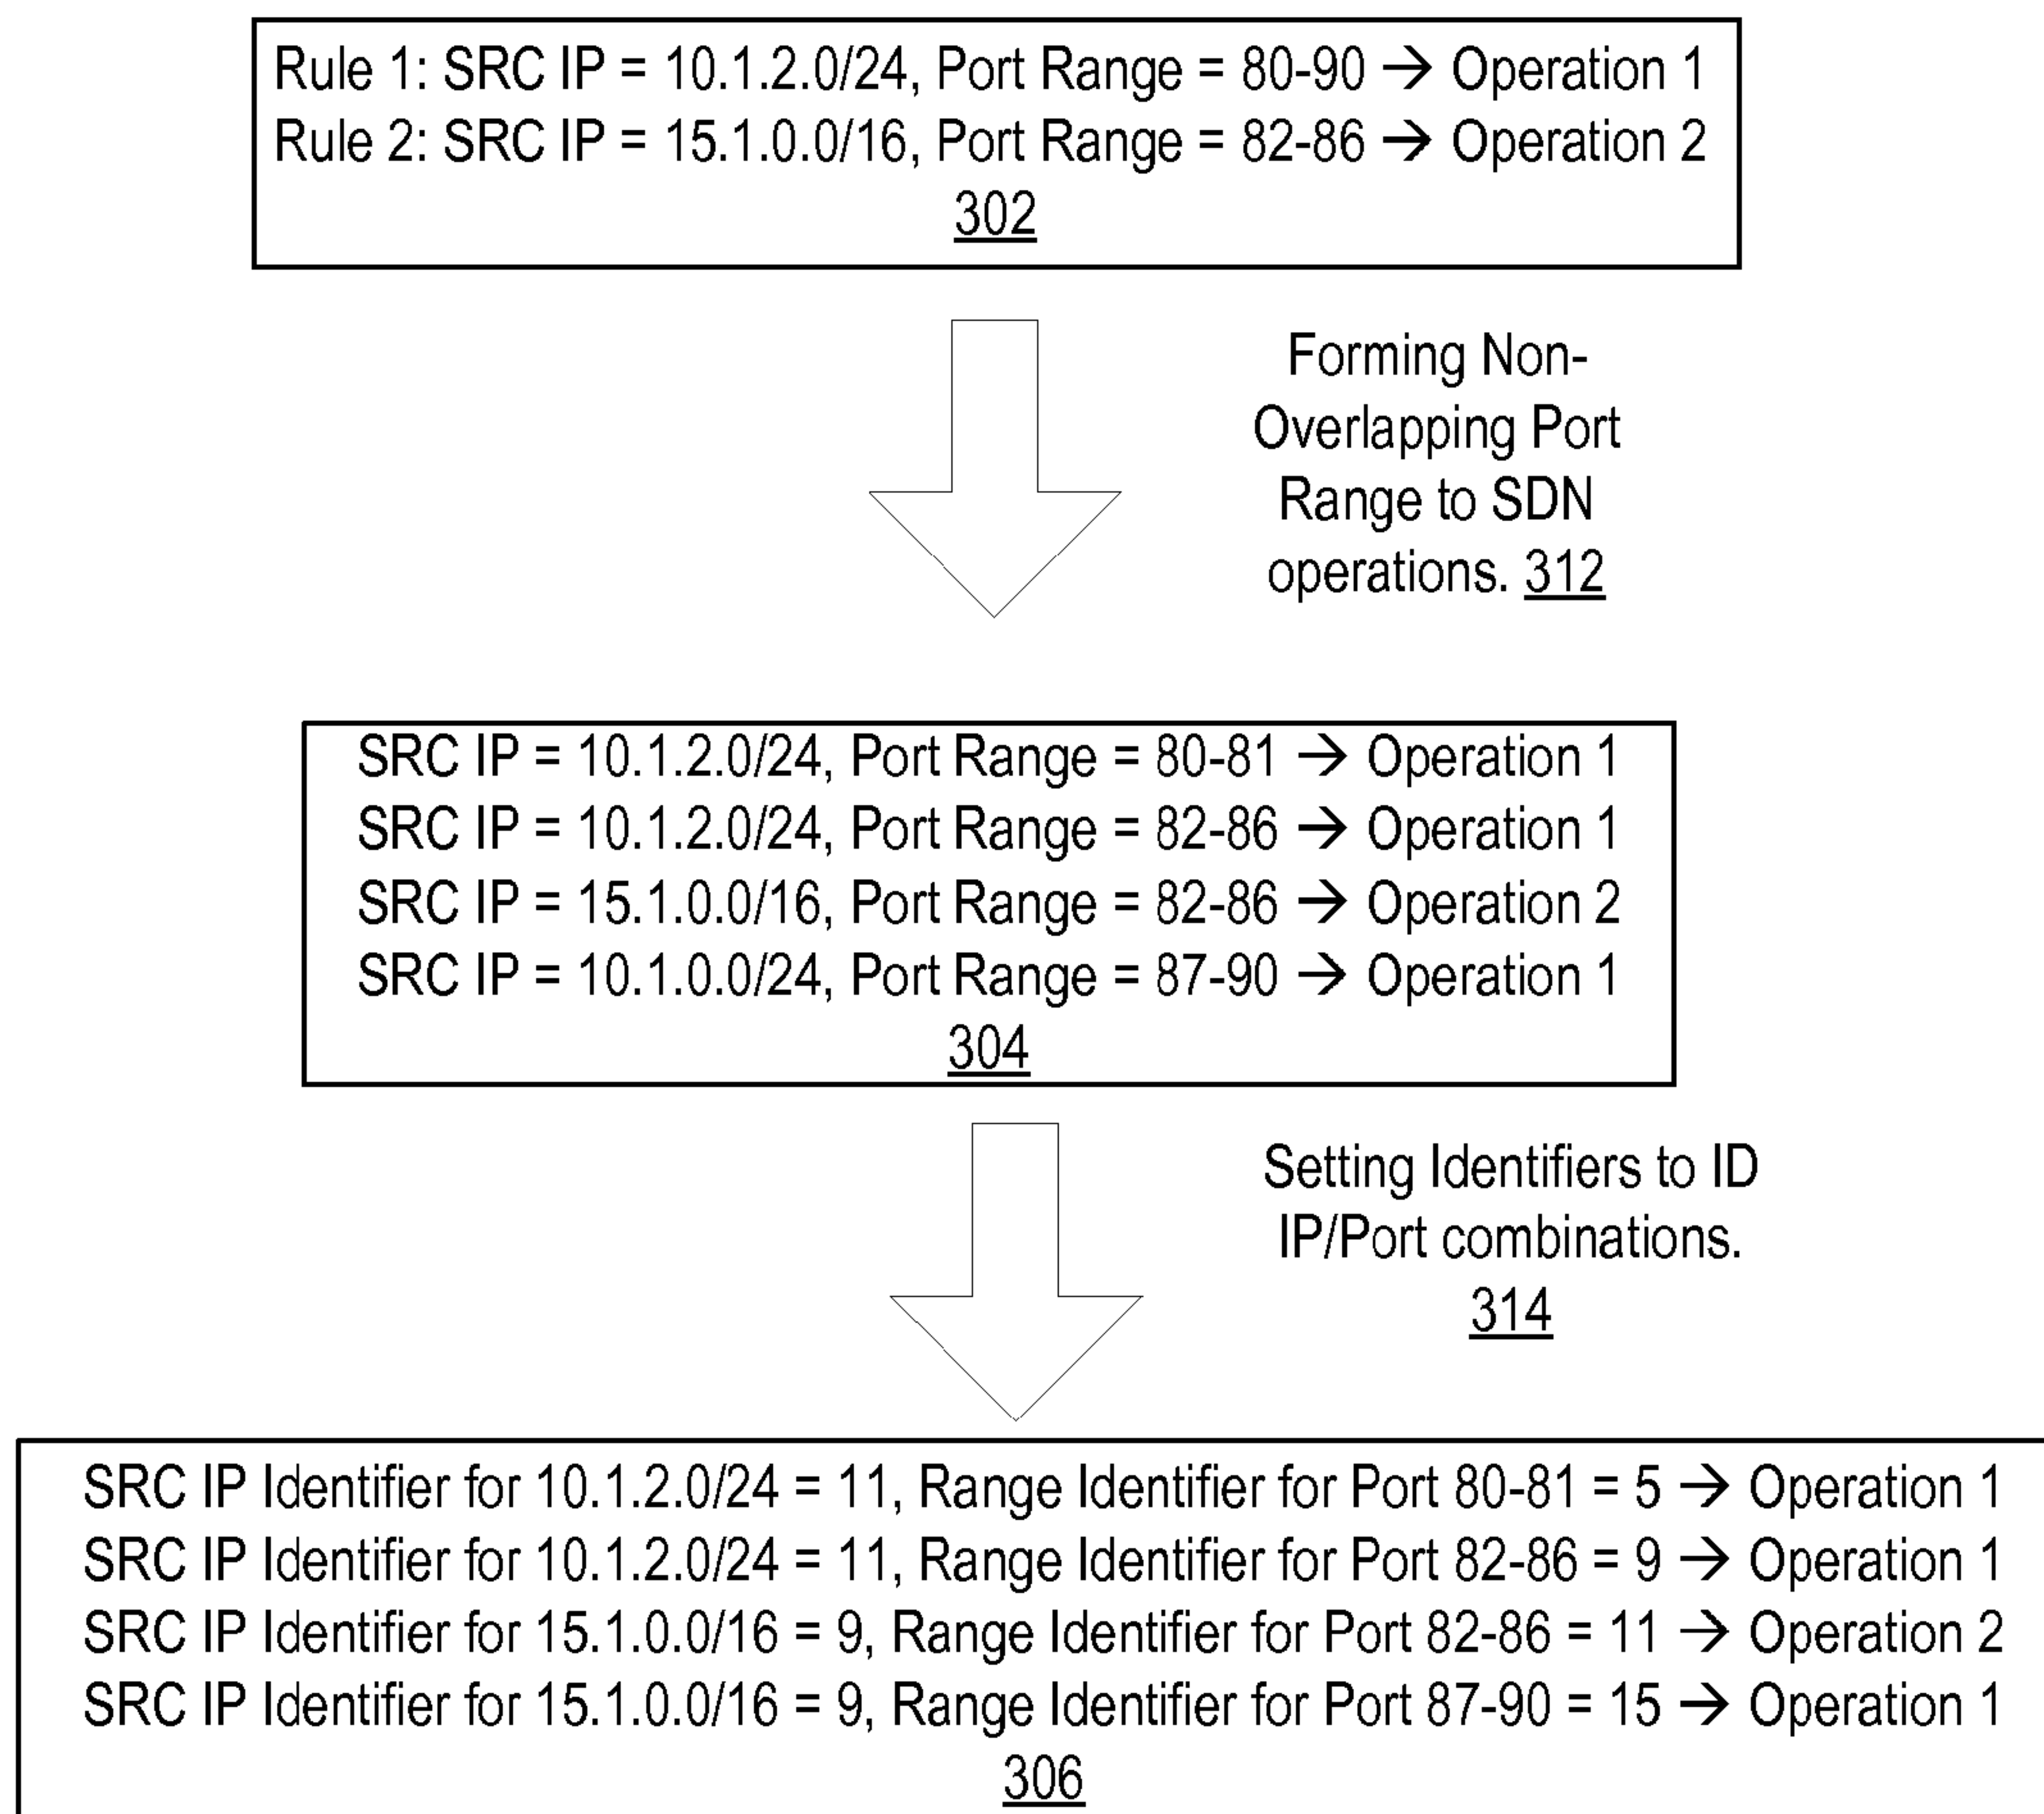 Rule 1: SRC IP = 10.1.2.0/24, Port Range = 80-90 → Operation 1
Rule 2: SRC IP = 15.1.0.0/16, Port Range = 82-86 → Operation 2
302
Forming Non-
Overlapping Port
Range to SDN
operations. 312
SRC IP = 10.1.2.0/24, Port Range = 80-81 → Operation 1
SRC IP = 10.1.2.0/24, Port Range = 82-86 → Operation 1
SRC IP = 15.1.0.0/16, Port Range = 82-86 → Operation 2
SRC IP = 10.1.0.0/24, Port Range = 87-90 → Operation 1
304
Setting Identifiers to ID
IP/Port combinations.
314
SRC IP Identifier for 10.1.2.0/24 = 11, Range Identifier for Port 80-81 = 5 → Operation 1
SRC IP Identifier for 10.1.2.0/24 = 11, Range Identifier for Port 82-86 = 9 → Operation 1
SRC IP Identifier for 15.1.0.0/16 = 9, Range Identifier for Port 82-86 = 11 → Operation 2
SRC IP Identifier for 15.1.0.0/16 = 9, Range Identifier for Port 87-90 = 15 → Operation 1
306